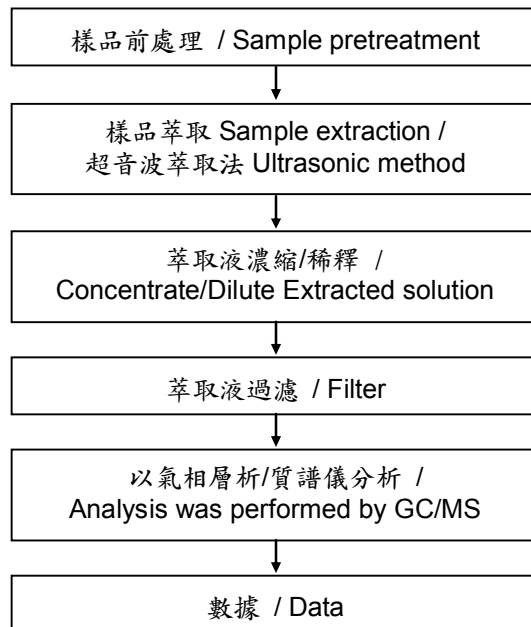 樣品前處理 / Sample pretreatment
樣品萃取 Sample extraction /
超音波萃取法 Ultrasonic method
萃取液濃縮/稀釋 /
Concentrate/Dilute Extracted solution
萃取液過濾 / Filter
以氣相層析/質譜儀分析 /
Analysis was performed by GC/MS
數據 / Data